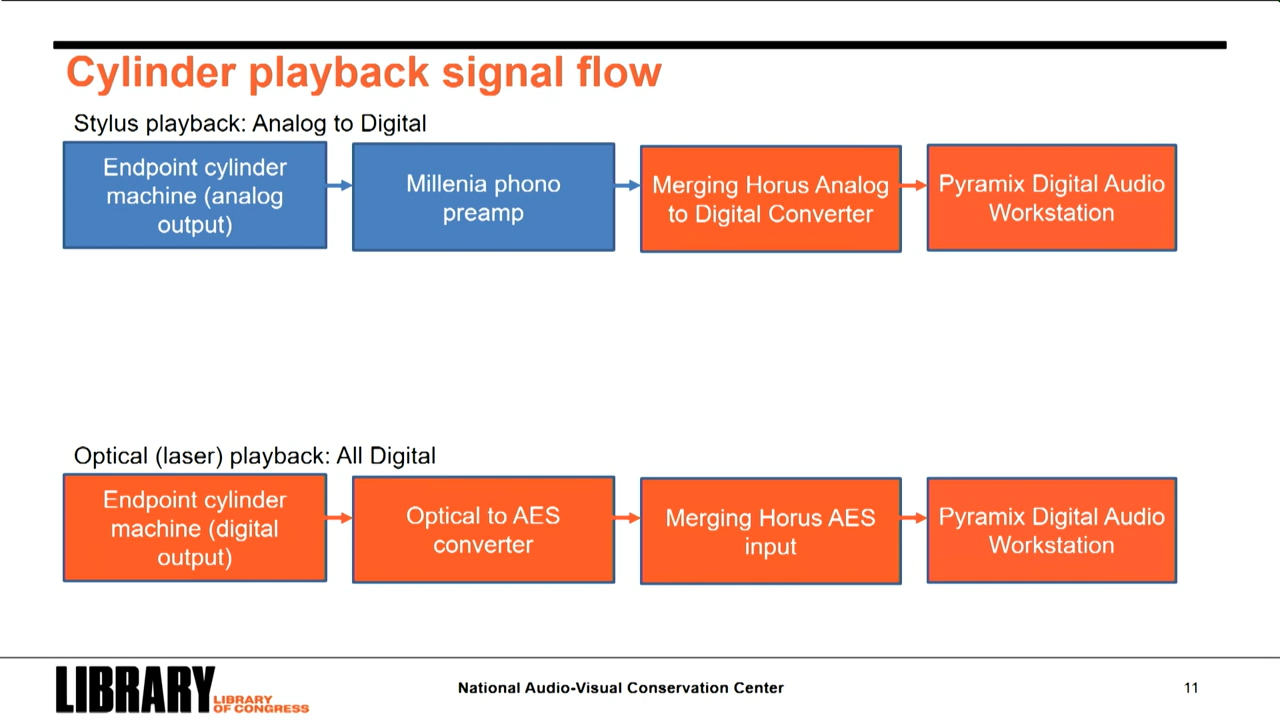 Cylinder playback signal flow
Stylus playback: Analog to Digital
Endpoint cylinder
machine (analog
output)
Millenia phono
preamp
Merging Horus Analog
to Digital Converter
Pyramix Digital Audio
Workstation
Optical (laser) playback: All Digital
Endpoint cylinder
machine (digital
output)
Optical to AES
converter
Merging Horus AES
input
Pyramix Digital Audio
Workstation
LIBRARY
LIBRARY
OF CONGRESS
National Audio-Visual Conservation Center
11